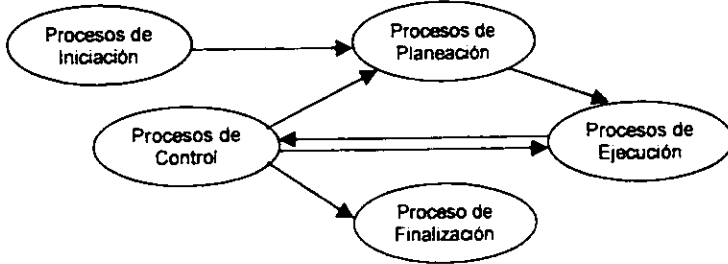 Procesos de
Iniciación
Procesos de
Planeación
Procesos de
Control
Procesos de
Ejecución
Proceso de
Finalización